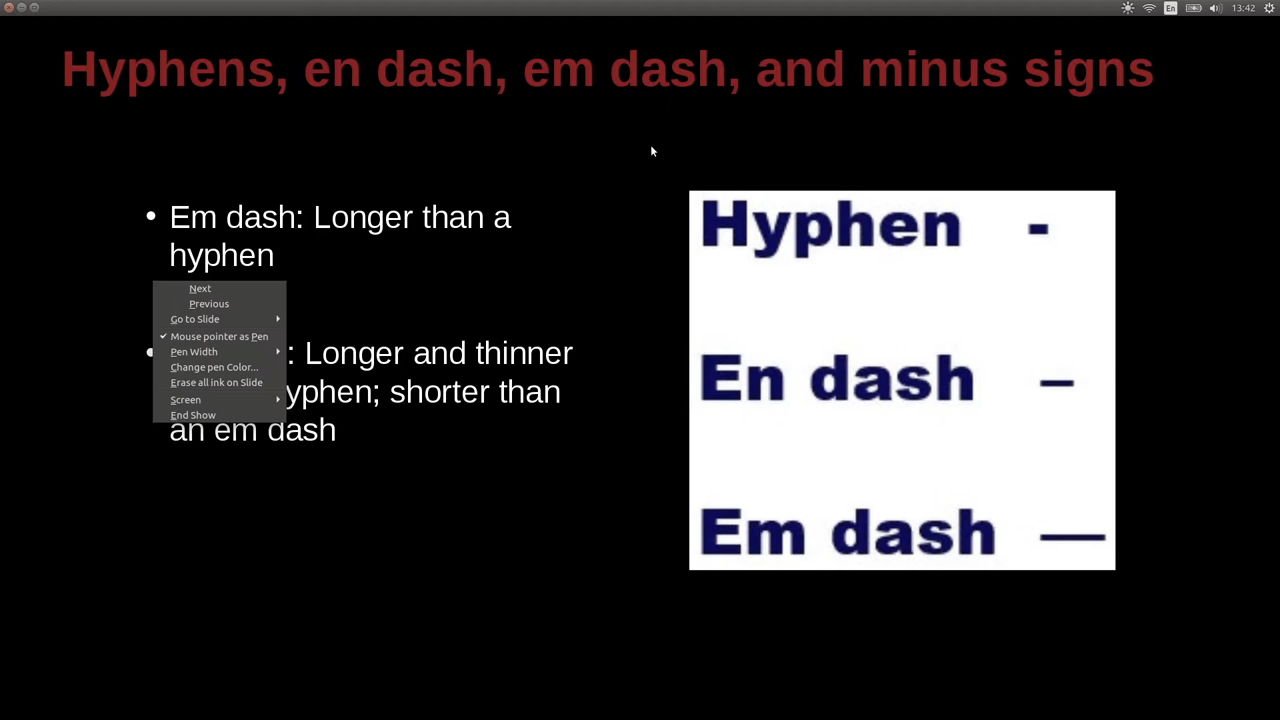 En
13:42
Hyphens, en dash, em dash, and minus signs
Em dash: Longer than a
hyphen
: Longer and thinner
yphen; shorter than
an em dash
Next
Previous
Go to Slide
Mouse pointer as Pen
Pen Width
Change pen Color...
Erase all ink on Slide
Screen
End Show
Hyphen -
En dash –
Em dash —